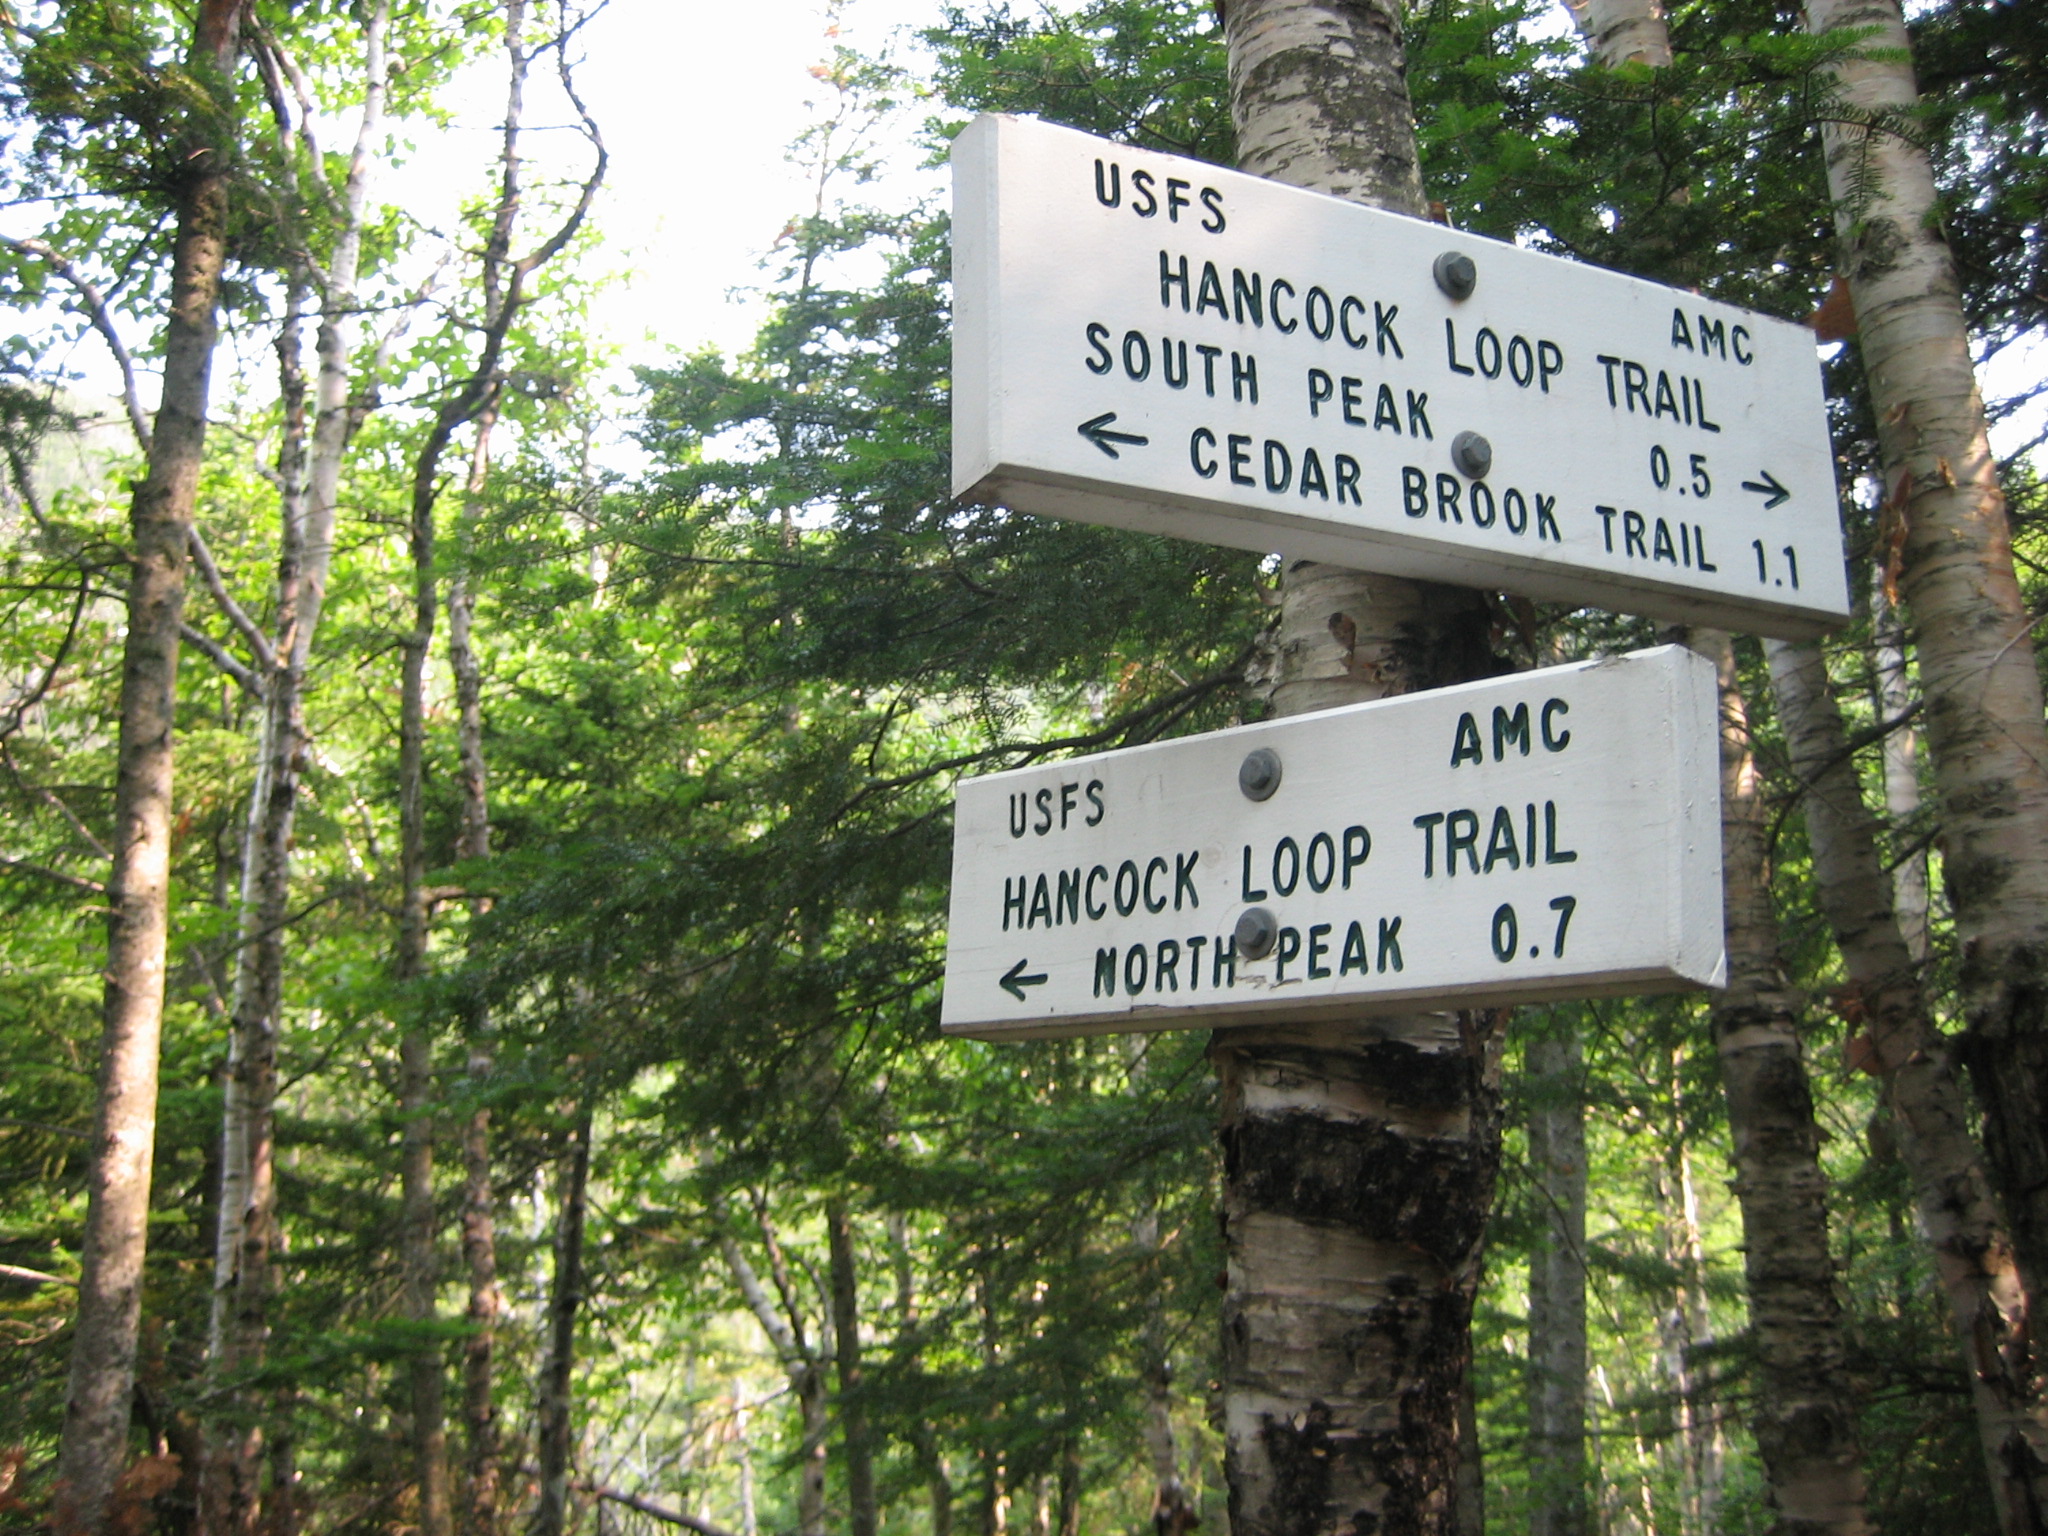 USFS AMC
HANCOCK LOOP TRAIL
SOUTH PEAK 0.5 →
← CEDAR BROOK TRAIL 1.1
USFS AMC
HANCOCK LOOP TRAIL
← NORTH PEAK 0.7